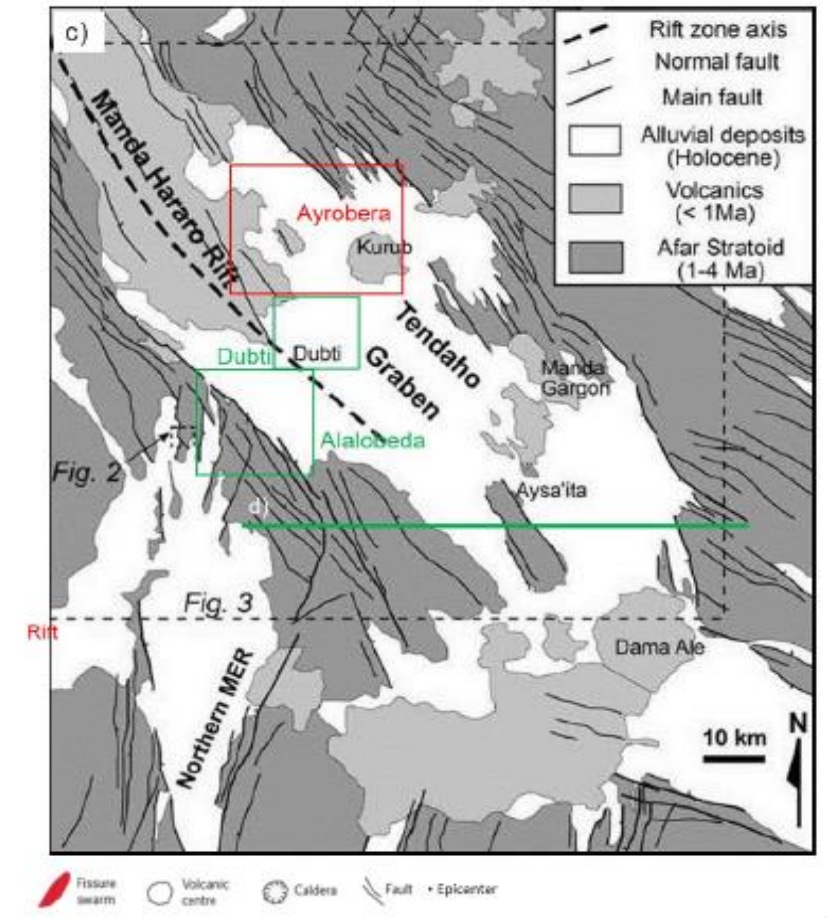 c)
Rift zone axis
Normal fault
Main fault
Alluvial deposits
(Holocene)
Volcanics
(< 1Ma)
Afar Stratoid
(1-4 Ma)
Manda Hararo Rift
Ayrobera
Kurub
Tendaho
Graben
Dubti
Dubti
Manda
Gargori
Alalobeda
Fig. 2
Aysa'ita
d)
Fig. 3
Rift
Dama Ale
Northern MER
10 km
N
Fissure
swarm
Volcanic
centre
Caldera
Fault
Epicenter